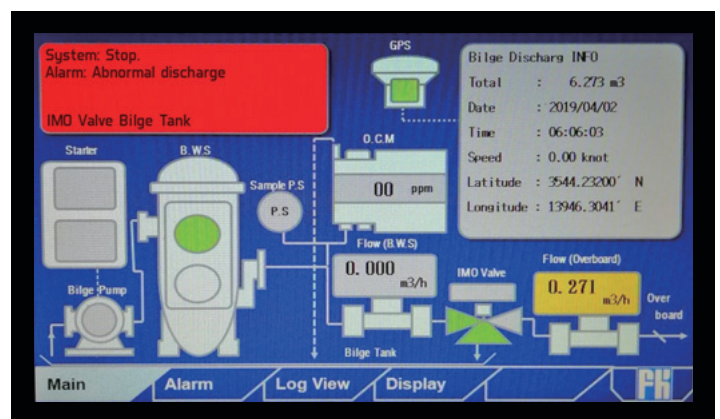 System: Stop.
Alarm: Abnormal discharge
IMO Valve Bilge Tank
GPS
Bilge Discharg INFO
Total : 6.273 m3
Date : 2019/04/02
Time : 06:06:03
Speed : 0.00 knot
Latitude : 3544.23200´ N
Longitude : 13946.3041´ E
Starter
B.W.S
Sample P.S
P.S
O.C.M
00 ppm
Flow (B.W.S)
0.000 m3/h
IMO Valve
Flow (Overboard)
0.271 m3/h
Over
board
Bilge Pump
Bilge Tank
Main
Alarm
Log View
Display
FK